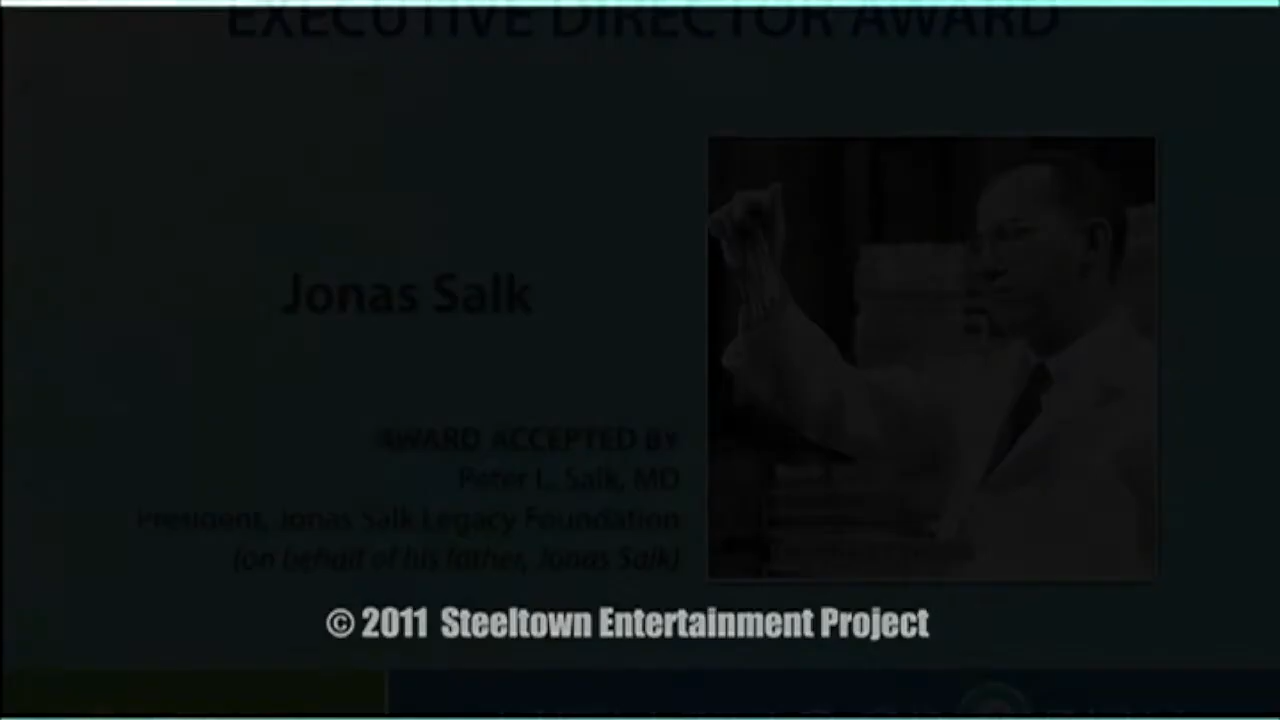 EXECUTIVE DIRECTOR AWARD
Jonas Salk
AWARD ACCEPTED BY
Peter L. Salk, MD
President, Jonas Salk Legacy Foundation
(on behalf of his father, Jonas Salk)
© 2011 Steeltown Entertainment Project